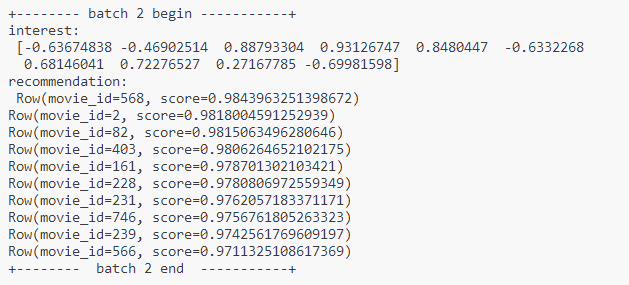 +-------- batch 2 begin -----------+
interest:
 [-0.63674838 -0.46902514  0.88793304  0.93126747  0.8480447  -0.6332268
  0.68146041  0.72276527  0.27167785 -0.69981598]
recommendation:
 Row(movie_id=568, score=0.9843963251398672)
Row(movie_id=2, score=0.9818004591252939)
Row(movie_id=82, score=0.9815063496280646)
Row(movie_id=403, score=0.9806264652102175)
Row(movie_id=161, score=0.978701302103421)
Row(movie_id=228, score=0.9780806972559349)
Row(movie_id=231, score=0.9762057183371171)
Row(movie_id=746, score=0.9756761805263323)
Row(movie_id=239, score=0.9742561769609197)
Row(movie_id=566, score=0.9711325108617369)
+--------  batch 2 end  -----------+